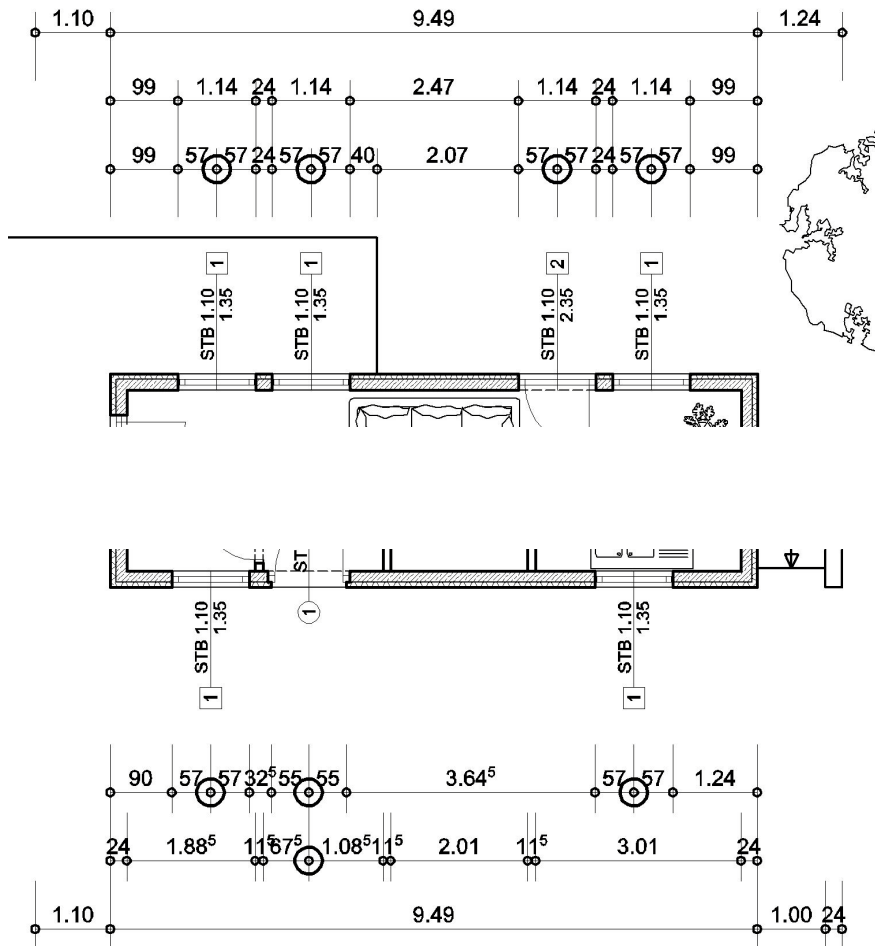 1.10 9.49 1.24
99 1.14 24 1.14 2.47 1.14 24 1.14 99
99 57 57 24 57 57 40 2.07 57 57 24 57 57 99
1 1 2 1
STB 1.10 STB 1.10 STB 1.10 STB 1.10
1.35 1.35 2.35 1.35
ST
STB 1.10 1 STB 1.10
1.35 1.35
1 1
90 57 57 32⁵ 55 55 3.64⁵ 57 57 1.24
24 1.88⁵ 11⁵ 67⁵ 1.08⁵ 11⁵ 2.01 11⁵ 3.01 24
1.10 9.49 1.00 24